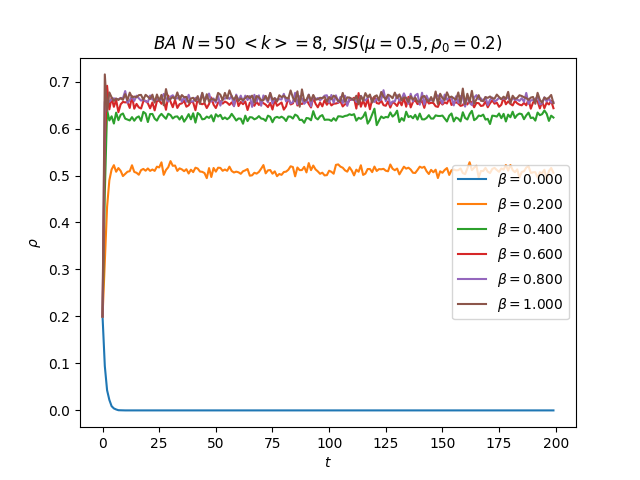 BA N = 50 < k > = 8, SIS(μ = 0.5, ρ₀ = 0.2)
0.7
0.6
0.5
0.4
0.3
0.2
0.1
0.0
ρ
β = 0.000
β = 0.200
β = 0.400
β = 0.600
β = 0.800
β = 1.000
0 25 50 75 100 125 150 175 200
t